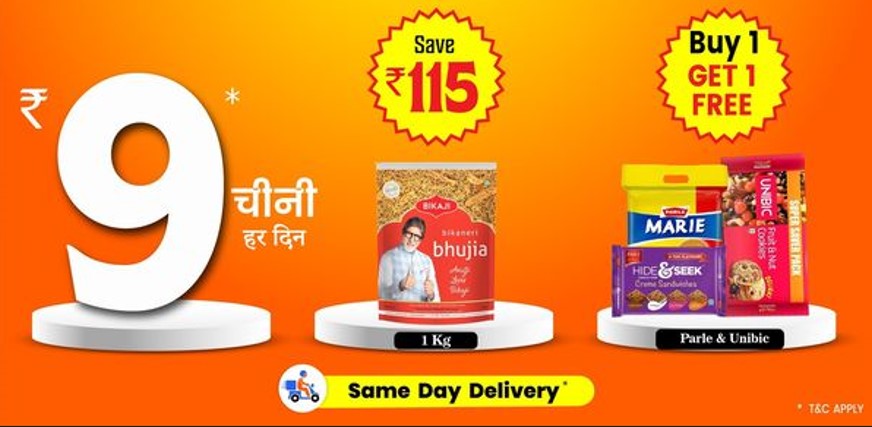 ₹ 9*
चीनी
हर दिन
Save
₹115
BIKAJI
bikaneri
bhujia
1 Kg
Buy 1
GET 1
FREE
PARLE
MARIE
HIDE & SEEK
Creme Sandwiches
UNIBIC
Fruit & Nut
Cookies
SUPER SAVER PACK
Parle & Unibic
Same Day Delivery*
* T&C APPLY